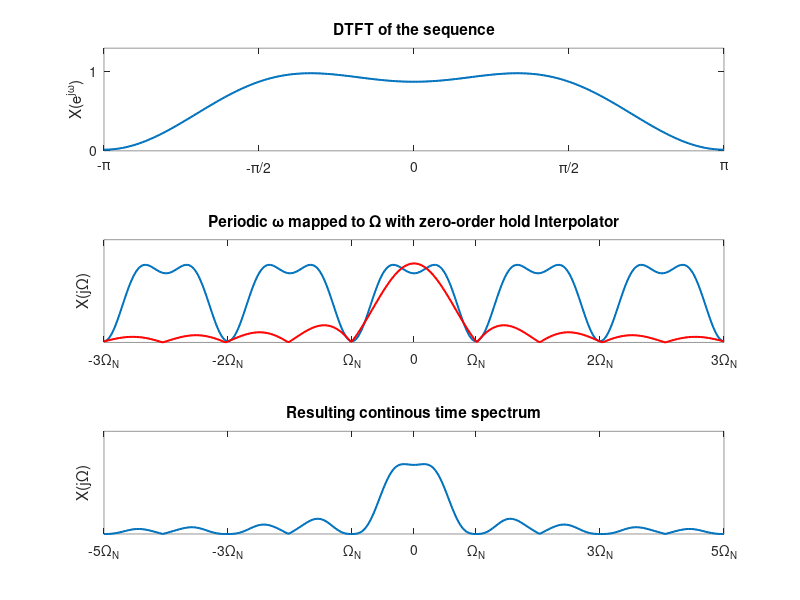 DTFT of the sequence
X(e^jω)
1
0
-π -π/2 0 π/2 π
Periodic ω mapped to Ω with zero-order hold Interpolator
X(jΩ)
-3Ω_N -2Ω_N Ω_N 0 Ω_N 2Ω_N 3Ω_N
Resulting continous time spectrum
X(jΩ)
-5Ω_N -3Ω_N Ω_N 0 Ω_N 3Ω_N 5Ω_N